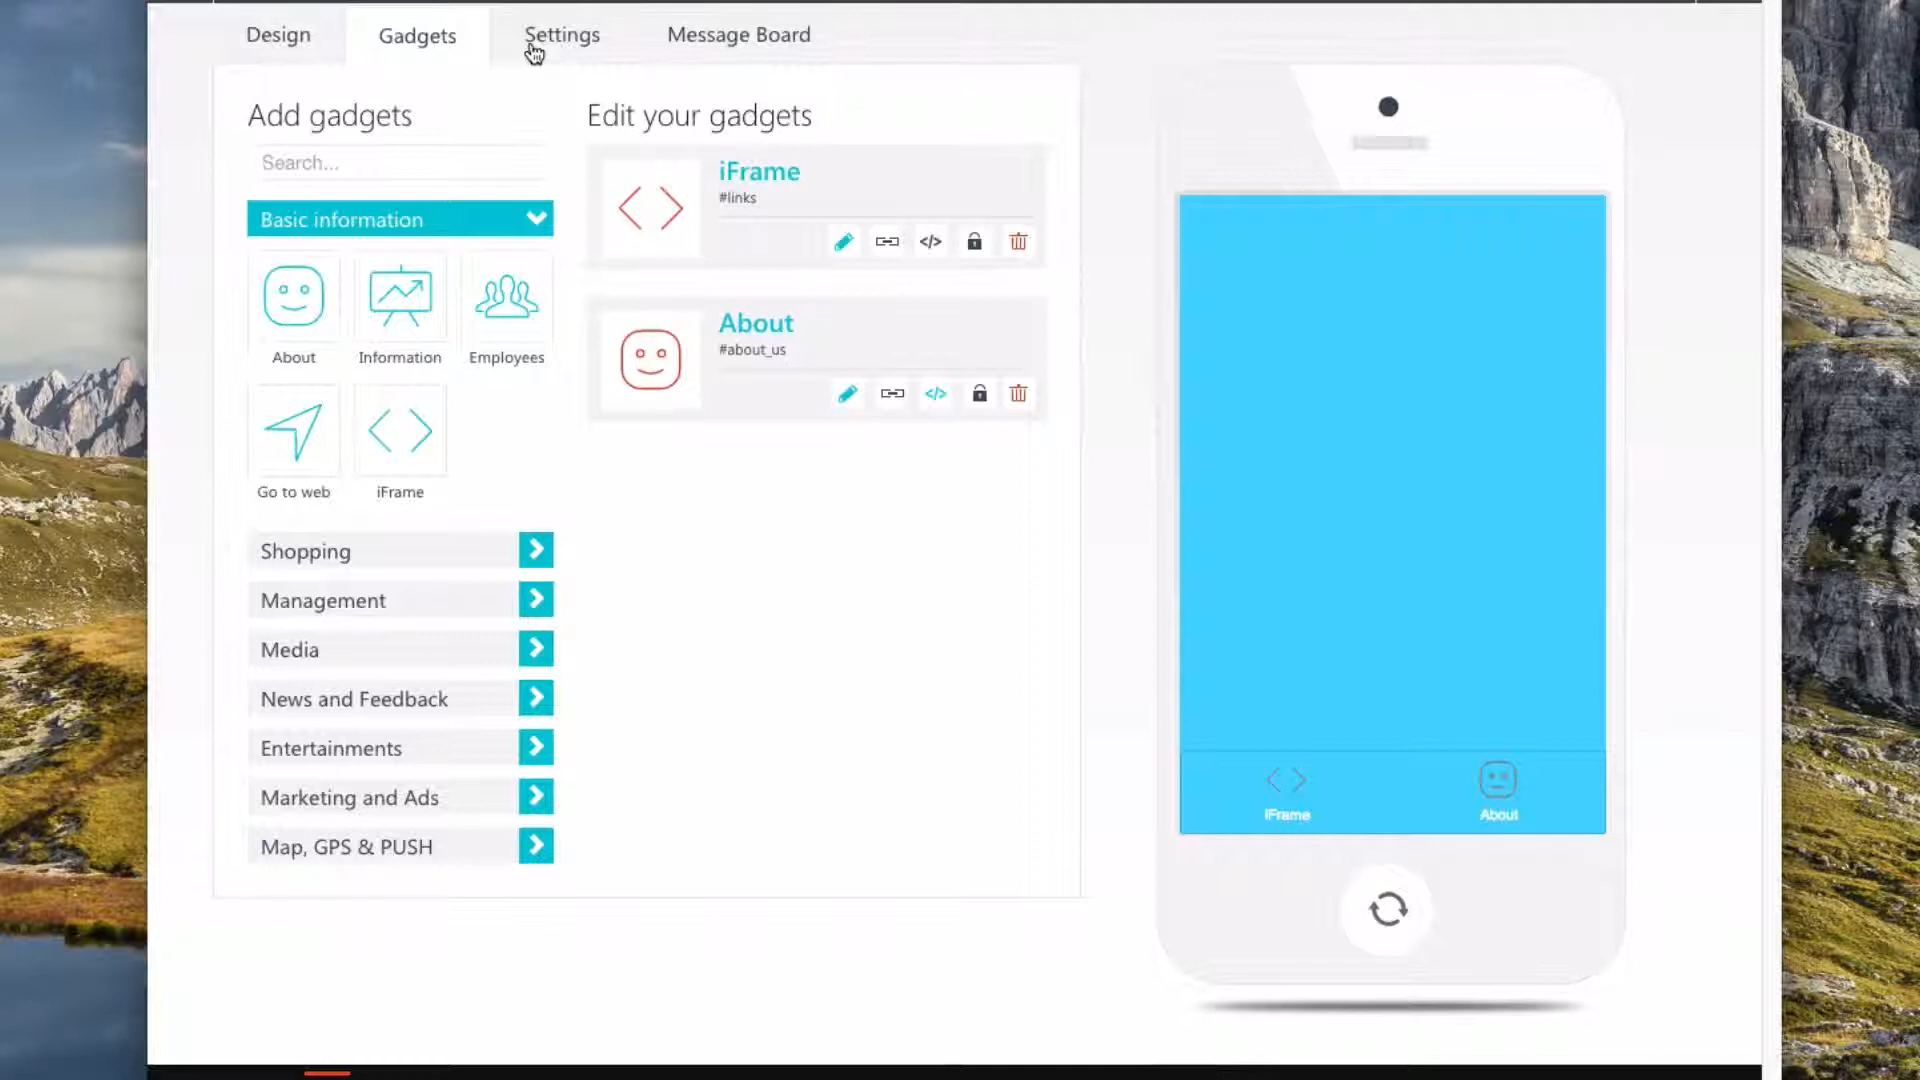 Design
Gadgets
Settings
Message Board
Add gadgets
Search...
Basic information
About
Information
Employees
Go to web
iFrame
Shopping
Management
Media
News and Feedback
Entertainments
Marketing and Ads
Map, GPS & PUSH
Edit your gadgets
iFrame
#links
About
#about_us
iFrame
About